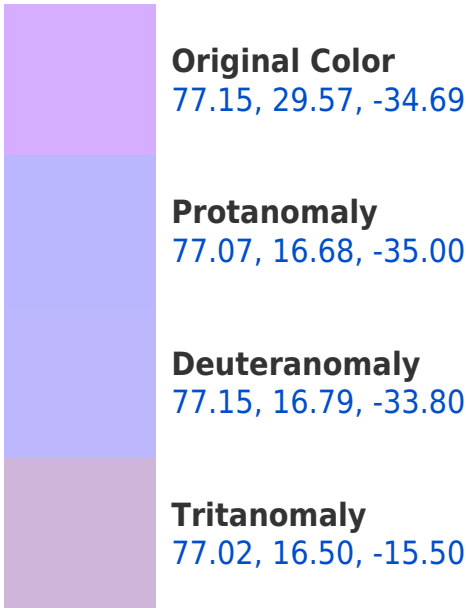 Original Color
77.15, 29.57, -34.69
Protanomaly
77.07, 16.68, -35.00
Deuteranomaly
77.15, 16.79, -33.80
Tritanomaly
77.02, 16.50, -15.50